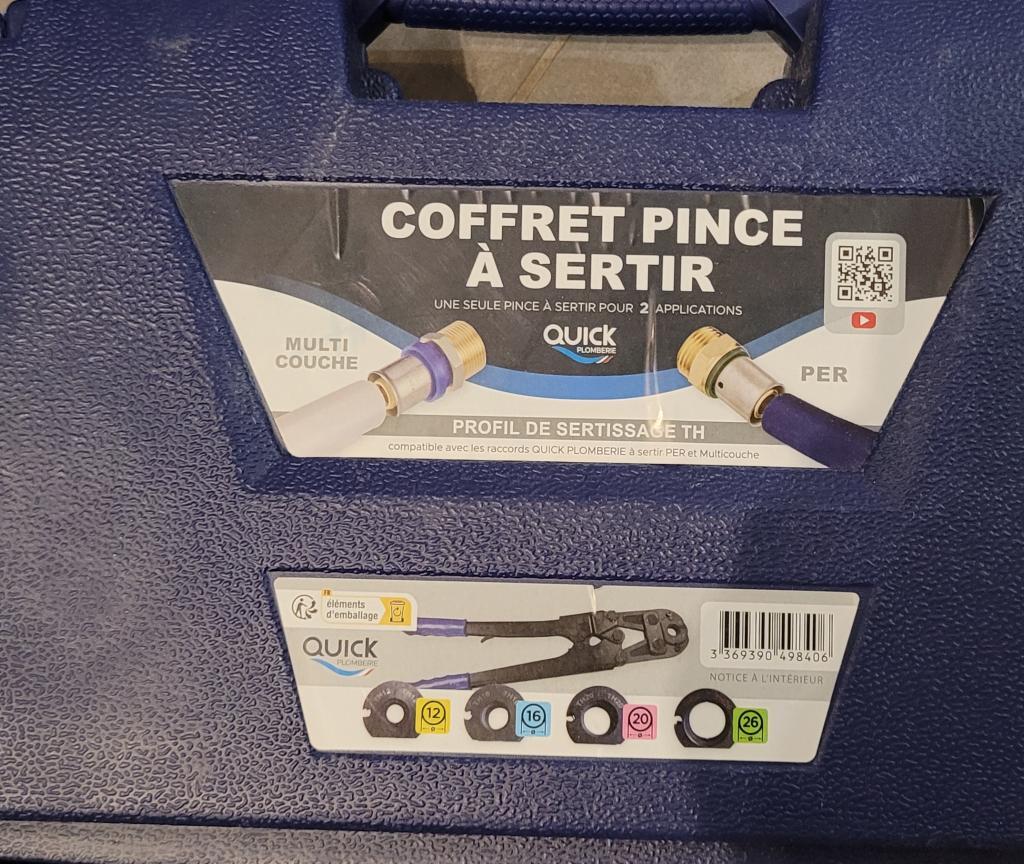 COFFRET PINCE
À SERTIR
UNE SEULE PINCE À SERTIR POUR 2 APPLICATIONS
QUICK
PLOMBERIE
MULTI
COUCHE
PER
PROFIL DE SERTISSAGE TH
compatible avec les raccords QUICK PLOMBERIE à sertir PER et Multicouche
FR
éléments
d'emballage
QUICK
PLOMBERIE
3 369390 498406
NOTICE À L'INTÉRIEUR
12
16
20
26